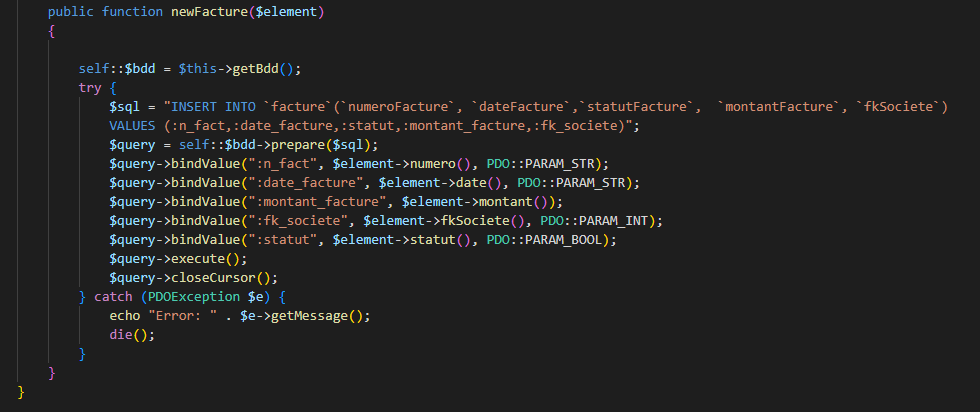 public function newFacture($element)
{
self::$bdd = $this->getBdd();
try {
$sql = "INSERT INTO `facture`(`numeroFacture`, `dateFacture`,`statutFacture`,  `montantFacture`, `fkSociete`)
VALUES (:n_fact,:date_facture,:statut,:montant_facture,:fk_societe)";
$query = self::$bdd->prepare($sql);
$query->bindValue(":n_fact", $element->numero(), PDO::PARAM_STR);
$query->bindValue(":date_facture", $element->date(), PDO::PARAM_STR);
$query->bindValue(":montant_facture", $element->montant());
$query->bindValue(":fk_societe", $element->fkSociete(), PDO::PARAM_INT);
$query->bindValue(":statut", $element->statut(), PDO::PARAM_BOOL);
$query->execute();
$query->closeCursor();
} catch (PDOException $e) {
echo "Error: " . $e->getMessage();
die();
}
}
}